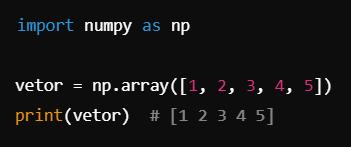 import numpy as np
vetor = np.array([1, 2, 3, 4, 5])
print(vetor)  # [1 2 3 4 5]